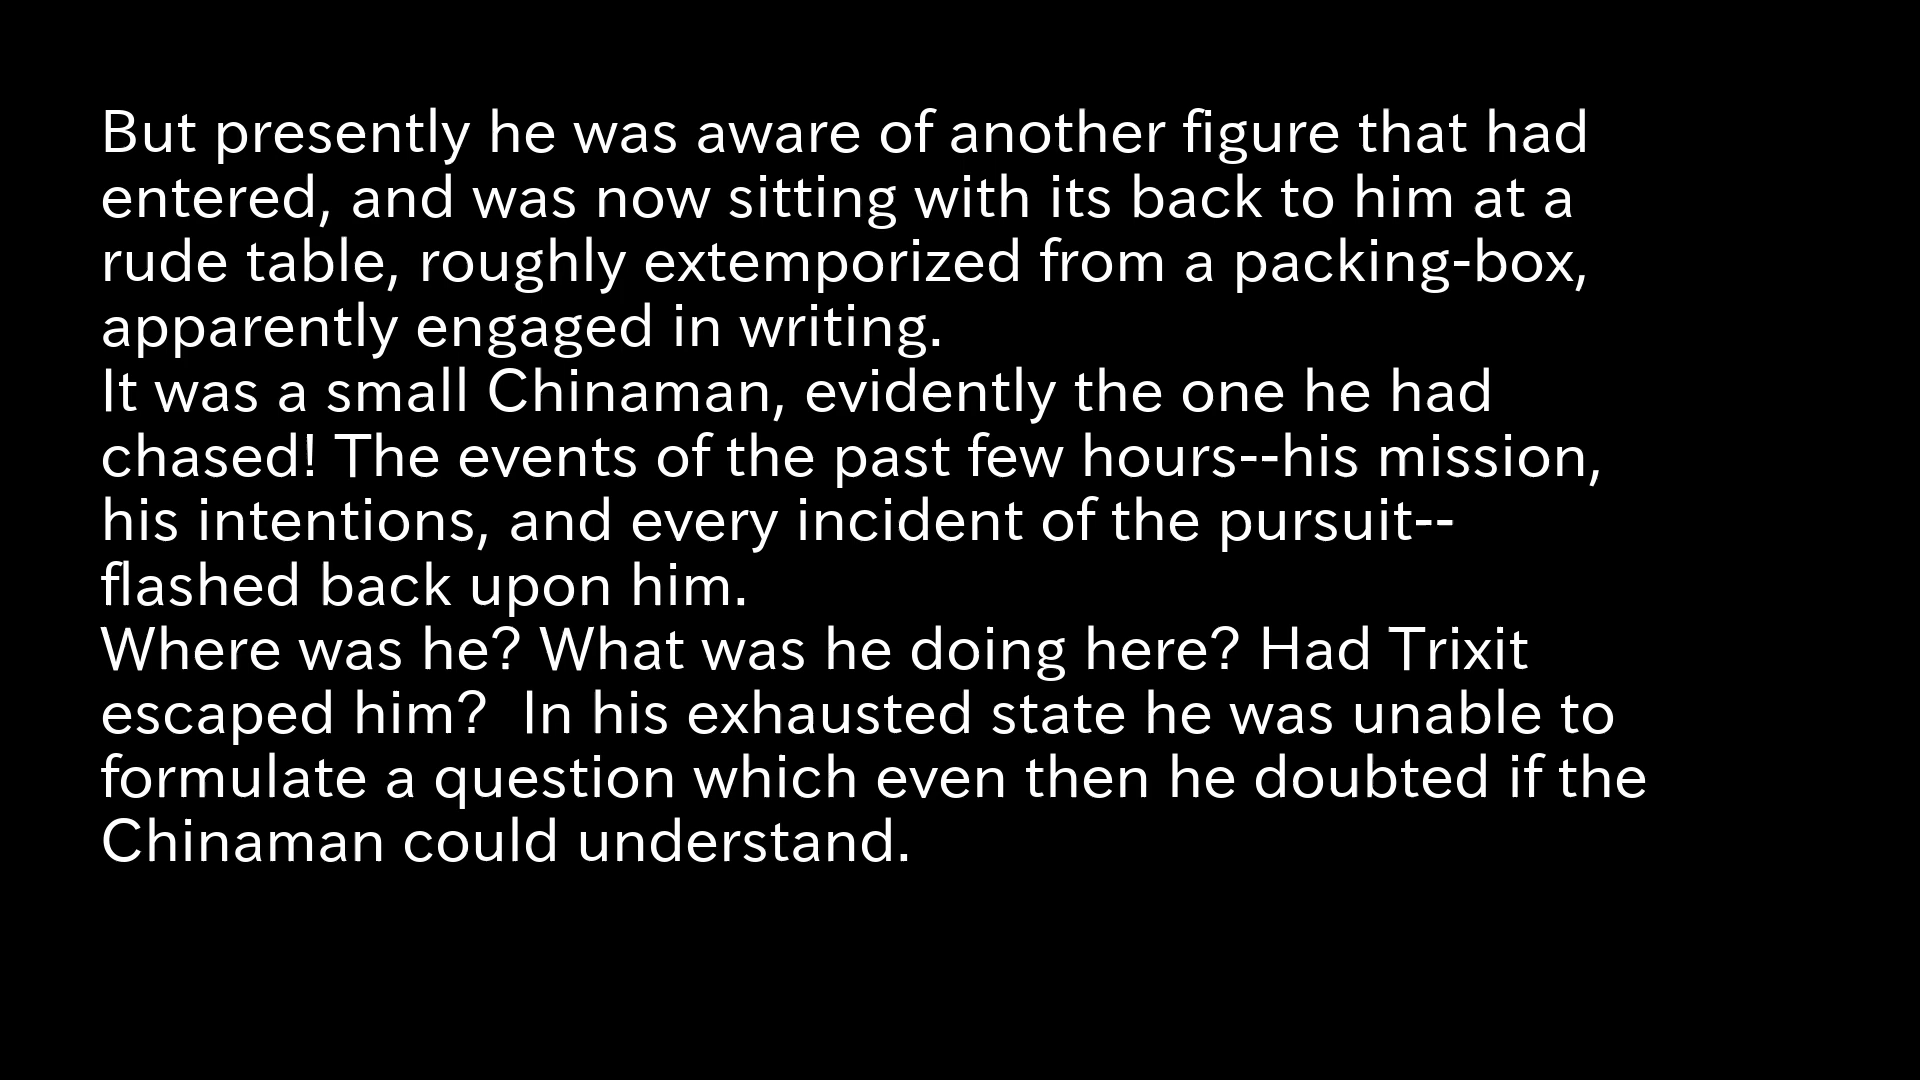 But presently he was aware of another figure that had
entered, and was now sitting with its back to him at a
rude table, roughly extemporized from a packing-box,
apparently engaged in writing.
It was a small Chinaman, evidently the one he had
chased! The events of the past few hours--his mission,
his intentions, and every incident of the pursuit--
flashed back upon him.
Where was he? What was he doing here? Had Trixit
escaped him?  In his exhausted state he was unable to
formulate a question which even then he doubted if the
Chinaman could understand.